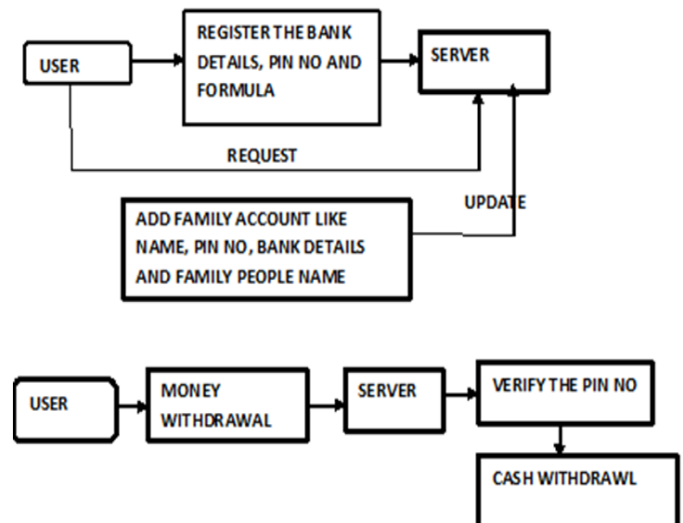 USER
REGISTER THE BANK
DETAILS, PIN NO AND
FORMULA
SERVER
REQUEST
UPDATE
ADD FAMILY ACCOUNT LIKE
NAME, PIN NO, BANK DETAILS
AND FAMILY PEOPLE NAME
USER
MONEY
WITHDRAWAL
SERVER
VERIFY THE PIN NO
CASH WITHDRAWL